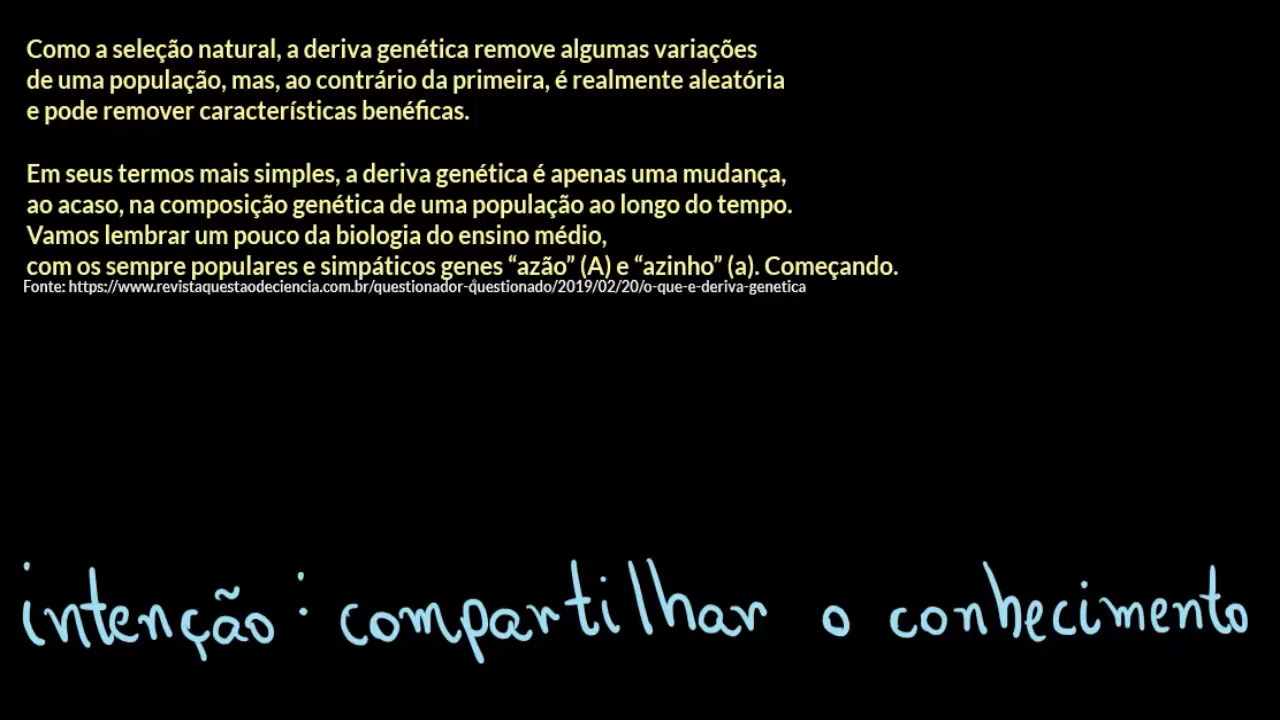 Como a seleção natural, a deriva genética remove algumas variações
de uma população, mas, ao contrário da primeira, é realmente aleatória
e pode remover características benéficas.
Em seus termos mais simples, a deriva genética é apenas uma mudança,
ao acaso, na composição genética de uma população ao longo do tempo.
Vamos lembrar um pouco da biologia do ensino médio,
com os sempre populares e simpáticos genes “azão” (A) e “azinho” (a). Começando.
Fonte: https://www.revistaquestaodeciencia.com.br/questionador-questionado/2019/02/20/o-que-e-deriva-genetica
intenção: compartilhar o conhecimento